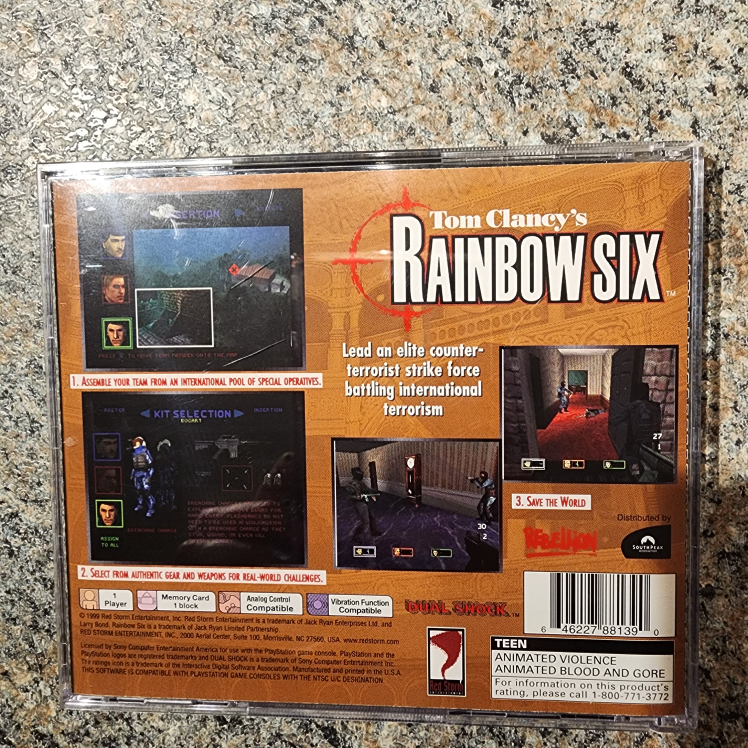 Tom Clancy's
RAINBOW SIX™
Lead an elite counter-
terrorist strike force
battling international
terrorism
1. ASSEMBLE YOUR TEAM FROM AN INTERNATIONAL POOL OF SPECIAL OPERATIVES.
KIT SELECTION
INSERTION
ASSIGN
TO ALL
2. SELECT FROM AUTHENTIC GEAR AND WEAPONS FOR REAL-WORLD CHALLENGES.
30
2
27
3. SAVE THE WORLD
Distributed by
REBELLION
SOUTHPEAK
INTERACTIVE
1
Player
Memory Card
1 block
Analog Control
Compatible
Vibration Function
Compatible
DUAL SHOCK™
© 1999 Red Storm Entertainment, Inc. Red Storm Entertainment is a trademark of Jack Ryan Enterprises Ltd. and
Larry Bond. Rainbow Six is a trademark of Jack Ryan Limited Partnership.
RED STORM ENTERTAINMENT, INC., 2000 Aerial Center, Suite 100, Morrisville, NC 27560, USA. www.redstorm.com
Licensed by Sony Computer Entertainment America for use with the PlayStation game console. PlayStation and the
PlayStation logos are registered trademarks and DUAL SHOCK is a trademark of Sony Computer Entertainment Inc.
The ratings icon is a trademark of the Interactive Digital Software Association. Manufactured and printed in the U.S.A.
THIS SOFTWARE IS COMPATIBLE WITH PLAYSTATION GAME CONSOLES WITH THE NTSC U/C DESIGNATION
Red Storm
6 46227 88139 0
TEEN
ANIMATED VIOLENCE
ANIMATED BLOOD AND GORE
For information on this product's
rating, please call 1-800-771-3772